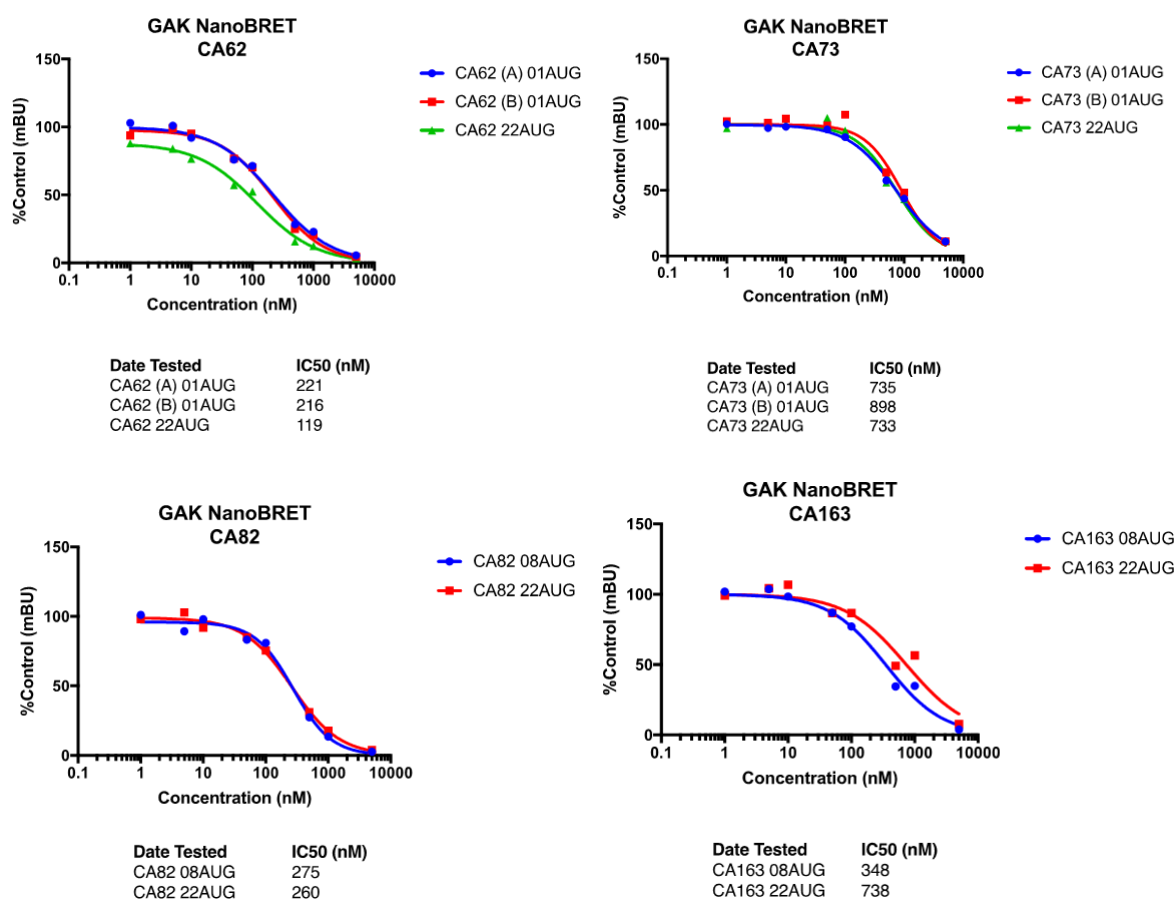 GAK NanoBRET
CA62
%Control (mBU)
150
100
50
0
0.1 1 10 100 1000 10000
Concentration (nM)
CA62 (A) 01AUG
CA62 (B) 01AUG
CA62 22AUG
Date Tested IC50 (nM)
CA62 (A) 01AUG 221
CA62 (B) 01AUG 216
CA62 22AUG 119
GAK NanoBRET
CA73
%Control (mBU)
150
100
50
0
0.1 1 10 100 1000 10000
Concentration (nM)
CA73 (A) 01AUG
CA73 (B) 01AUG
CA73 22AUG
Date Tested IC50 (nM)
CA73 (A) 01AUG 735
CA73 (B) 01AUG 898
CA73 22AUG 733
GAK NanoBRET
CA82
%Control (mBU)
150
100
50
0
0.1 1 10 100 1000 10000
Concentration (nM)
CA82 08AUG
CA82 22AUG
Date Tested IC50 (nM)
CA82 08AUG 275
CA82 22AUG 260
GAK NanoBRET
CA163
%Control (mBU)
150
100
50
0
0.1 1 10 100 1000 10000
Concentration (nM)
CA163 08AUG
CA163 22AUG
Date Tested IC50 (nM)
CA163 08AUG 348
CA163 22AUG 738